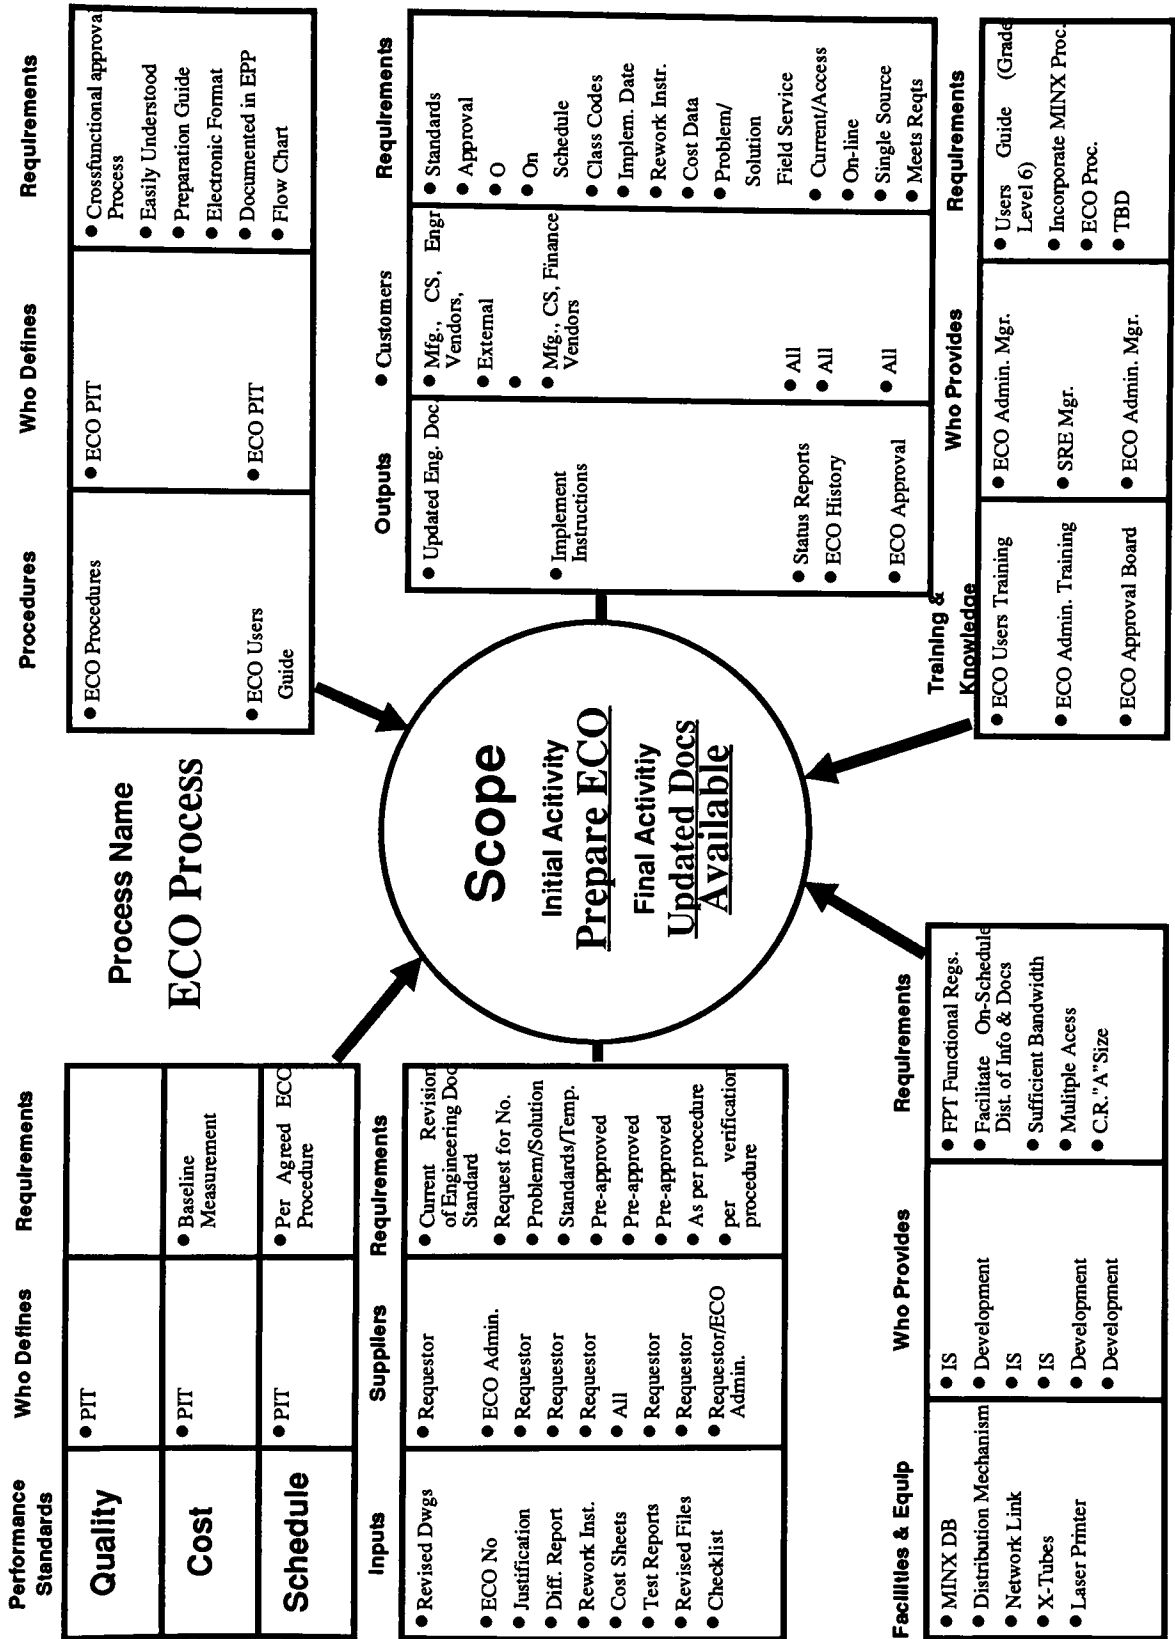 Performance
Standards
Who Defines
Requirements
Quality
● PIT
Cost
● PIT
● Baseline
Measurement
Schedule
● PIT
● Per Agreed ECO
Procedure
Process Name
ECO Process
Procedures
Who Defines
Requirements
● ECO Procedures
● ECO Users
Guide
● ECO PIT
● ECO PIT
● Crossfunctional approval
Process
● Easily Understood
● Preparation Guide
● Electronic Format
● Documented in EPP
● Flow Chart
Inputs
Suppliers
Requirements
● Revised Dwgs
● ECO No
● Justification
● Diff. Report
● Rework Inst.
● Cost Sheets
● Test Reports
● Revised Files
● Checklist
● Requestor
● ECO Admin.
● Requestor
● Requestor
● Requestor
● All
● Requestor
● Requestor
● Requestor/ECO
Admin.
● Current Revision
of Engineering Doc
Standard
● Request for No.
● Problem/Solution
● Standards/Temp.
● Pre-approved
● Pre-approved
● Pre-approved
● As per procedure
● per verification
procedure
Scope
Initial Acitivity
Prepare ECO
Final Activitiy
Updated Docs
Available
Outputs
● Customers
Requirements
● Updated Eng. Doc.
● Implement
Instructions
● Status Reports
● ECO History
● ECO Approval
● Mfg., CS, Engr
Vendors,
● External
●
● Mfg., CS, Finance
Vendors
● All
● All
● All
● Standards
● Approval
● O
● On
Schedule
● Class Codes
● Implem. Date
● Rework Instr.
● Cost Data
● Problem/
Solution
Field Service
● Current/Access
● On-line
● Single Source
● Meets Reqts
Facilities & Equip
Who Provides
Requirements
● MINX DB
● Distribution Mechanism
● Network Link
● X-Tubes
● Laser Printer
● IS
● Development
● IS
● IS
● Development
● Development
● FPT Functional Regs.
● Facilitate On-Schedule
Dist. of Info & Docs
● Sufficient Bandwidth
● Mulitple Acess
● C.R."A"Size
Training &
Knowledge
Who Provides
Requirements
● ECO Users Training
● ECO Admin. Training
● ECO Approval Board
● ECO Admin. Mgr.
● SRE Mgr.
● ECO Admin. Mgr.
● Users Guide (Grade
Level 6)
● Incorporate MINX Proc.
● ECO Proc.
● TBD